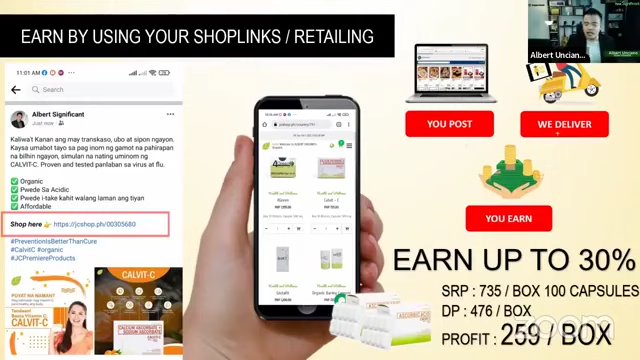 EARN BY USING YOUR SHOPLINKS / RETAILING
Albert Uncian...
11:01 AM
Search
Albert Significant
Just now
Kaliwa't Kanan ang may transkaso, ubo at sipon ngayon.
Kaysa umabot tayo sa pag inom ng gamot na pahirapan
na bilhin ngayon, simulan na nating uminom ng
CALVIT-C. Proven and tested panlaban sa virus at flu.
Organic
Pwede Sa Acidic
Pwede i-take kahit walang laman ang tiyan
Affordable
Shop here 👉 https://jcshop.ph/00305680
#PreventionIsBetterThanCure
#CalvitC #organic
#JCPremiereProducts
CALVIT-C
YOU POST
WE DELIVER
YOU EARN
EARN UP TO 30%
SRP : 735 / BOX 100 CAPSULES
DP : 476 / BOX
PROFIT : 259 / BOX
zoom